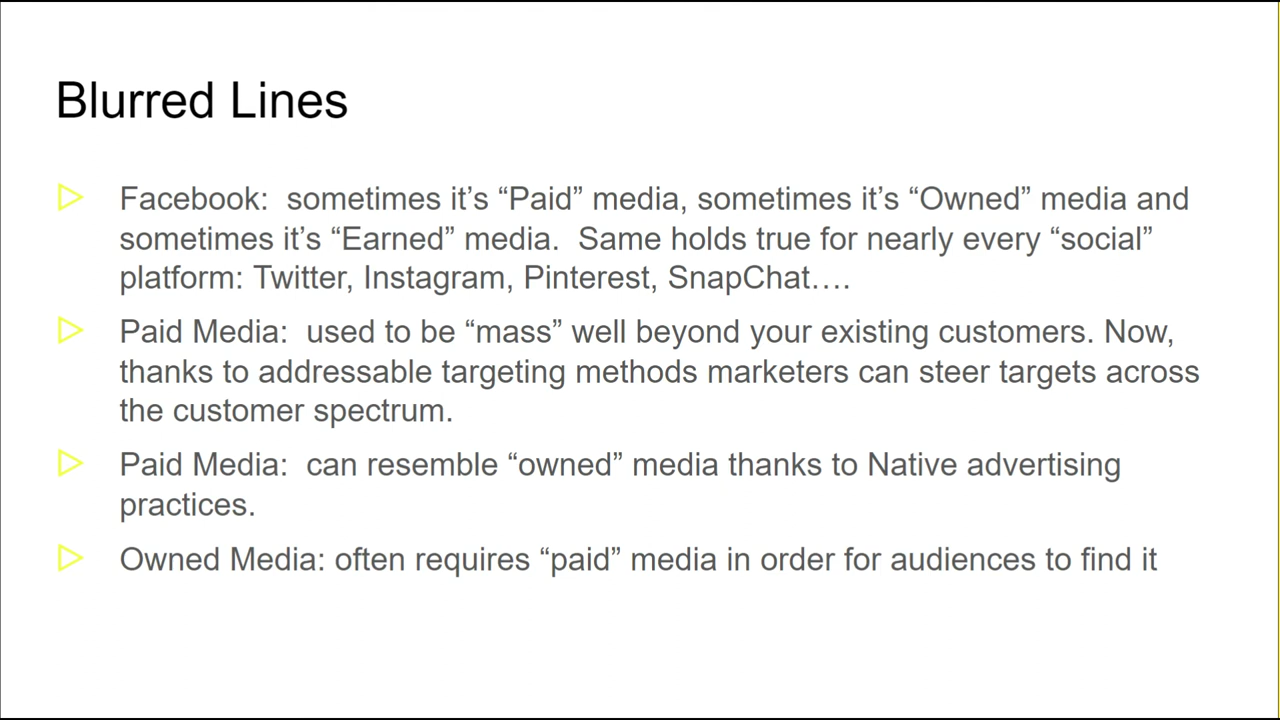 Blurred Lines
Facebook:  sometimes it’s “Paid” media, sometimes it’s “Owned” media and
sometimes it’s “Earned” media.  Same holds true for nearly every “social”
platform: Twitter, Instagram, Pinterest, SnapChat….
Paid Media:  used to be “mass” well beyond your existing customers. Now,
thanks to addressable targeting methods marketers can steer targets across
the customer spectrum.
Paid Media:  can resemble “owned” media thanks to Native advertising
practices.
Owned Media: often requires “paid” media in order for audiences to find it